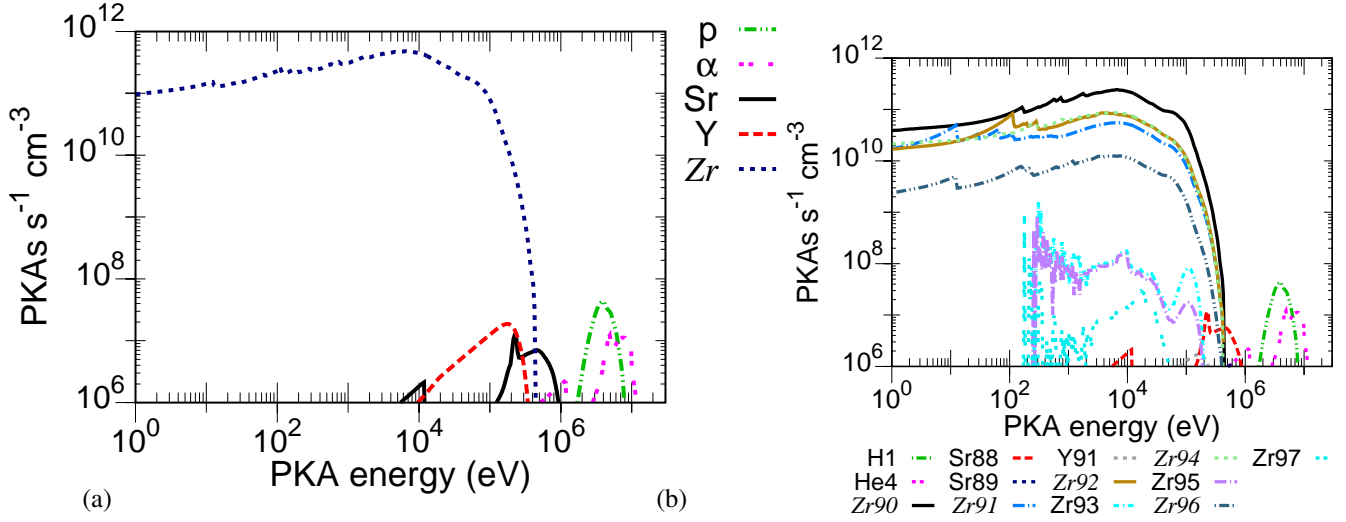 10^12
10^10
10^8
10^6
PKAs s^-1 cm^-3
10^0 10^2 10^4 10^6
PKA energy (eV)
(a)
p
α
Sr
Y
Zr
(b)
10^12
10^10
10^8
10^6
PKAs s^-1 cm^-3
10^0 10^2 10^4 10^6
PKA energy (eV)
H1 Sr88 Y91 Zr94 Zr97
He4 Sr89 Zr92 Zr95
Zr90 Zr91 Zr93 Zr96